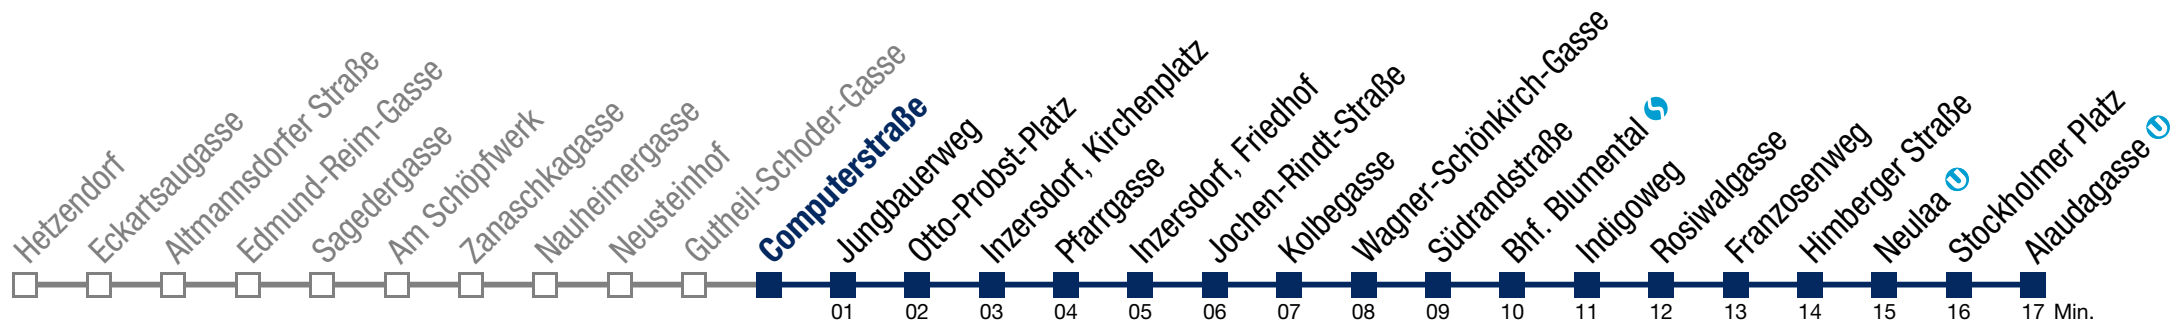 Hetzendorf
Eckartsaugasse
Altmannsdorfer Straße
Edmund-Reim-Gasse
Sagedergasse
Am Schöpfwerk
Zanaschkagasse
Nauheimergasse
Neusteinhof
Gutheil-Schoder-Gasse
Computerstraße
Jungbauerweg
Otto-Probst-Platz
Inzersdorf, Kirchenplatz
Pfarrgasse
Inzersdorf, Friedhof
Jochen-Rindt-Straße
Kolbegasse
Wagner-Schönkirch-Gasse
Südrandstraße
Bhf. Blumental
Indigoweg
Rosiwalgasse
Franzosenweg
Himberger Straße
Neulaa U
Stockholmer Platz
Alaudagasse U
01 02 03 04 05 06 07 08 09 10 11 12 13 14 15 16 17 Min.